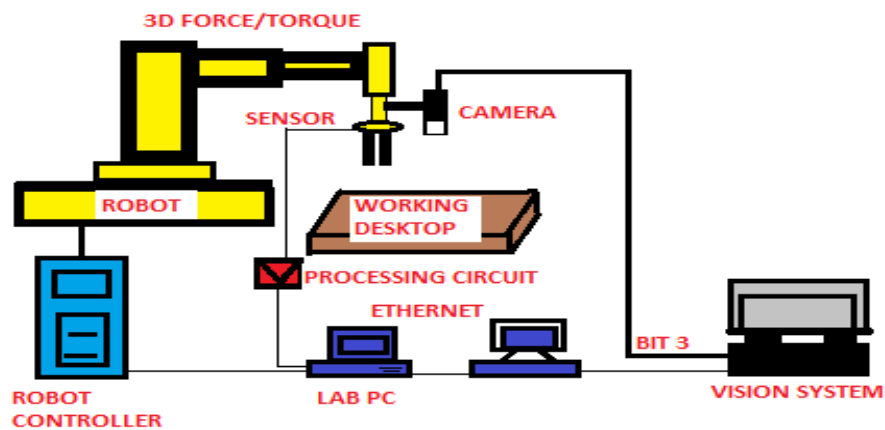 3D FORCE/TORQUE
SENSOR
CAMERA
ROBOT
WORKING
DESKTOP
PROCESSING CIRCUIT
ETHERNET
BIT 3
ROBOT
CONTROLLER
LAB PC
VISION SYSTEM